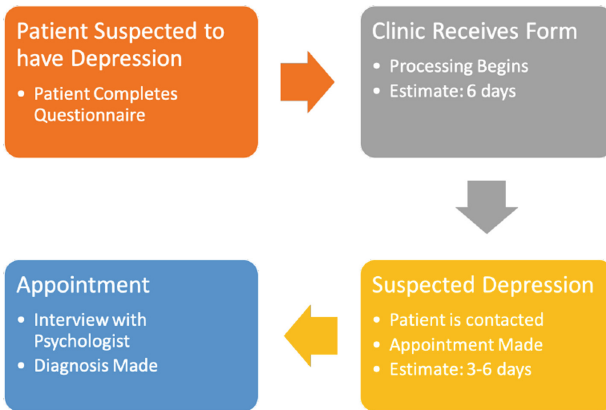 Patient Suspected to
have Depression
• Patient Completes
Questionnaire
Clinic Receives Form
• Processing Begins
• Estimate: 6 days
Suspected Depression
• Patient is contacted
• Appointment Made
• Estimate: 3-6 days
Appointment
• Interview with
Psychologist
• Diagnosis Made